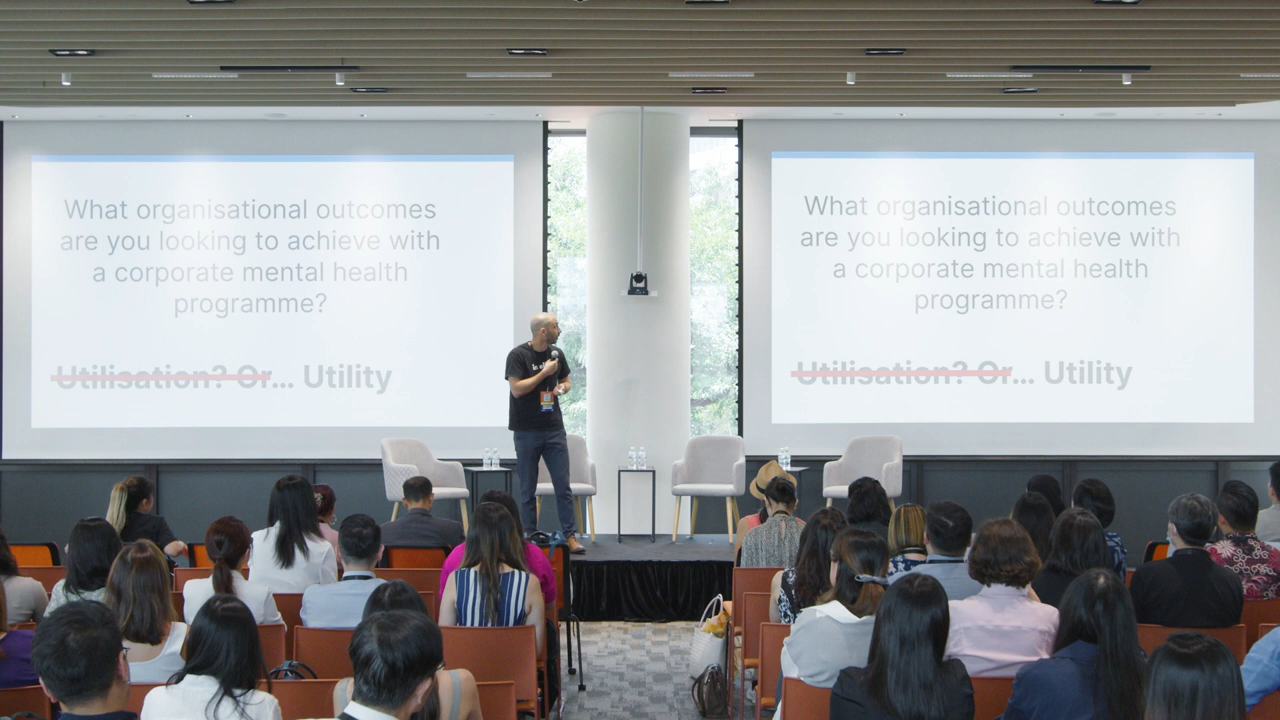 What organisational outcomes
are you looking to achieve with
a corporate mental health
programme?
Utilisation? Or... Utility
What organisational outcomes
are you looking to achieve with
a corporate mental health
programme?
Utilisation? Or... Utility